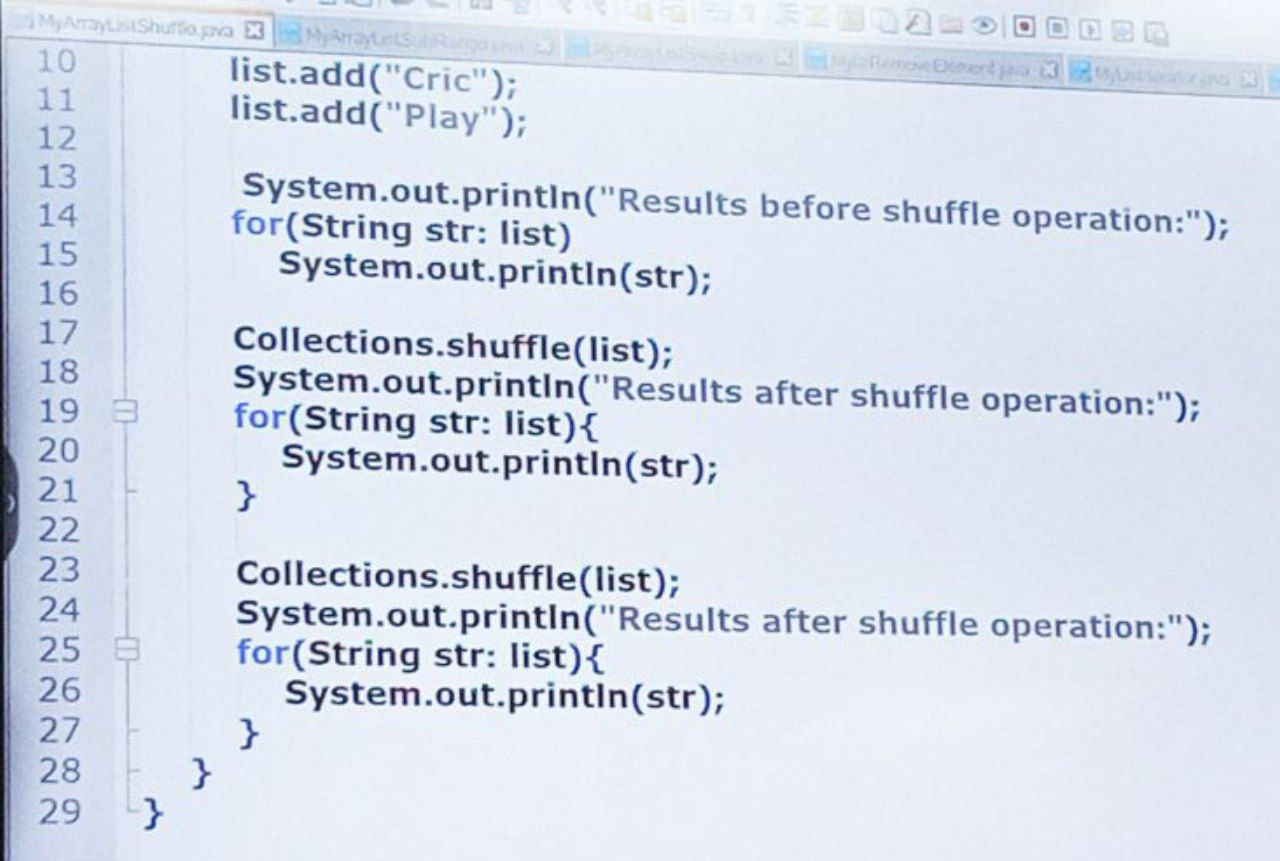 MyArrayListShuffle.java MyArrayListSubRange.java MyArrayListSwap.java RemoveElement.java
10 list.add("Cric");
11 list.add("Play");
12
13 System.out.println("Results before shuffle operation:");
14 for(String str: list)
15 System.out.println(str);
16
17 Collections.shuffle(list);
18 System.out.println("Results after shuffle operation:");
19 for(String str: list){
20 System.out.println(str);
21 }
22
23 Collections.shuffle(list);
24 System.out.println("Results after shuffle operation:");
25 for(String str: list){
26 System.out.println(str);
27 }
28 }
29 }